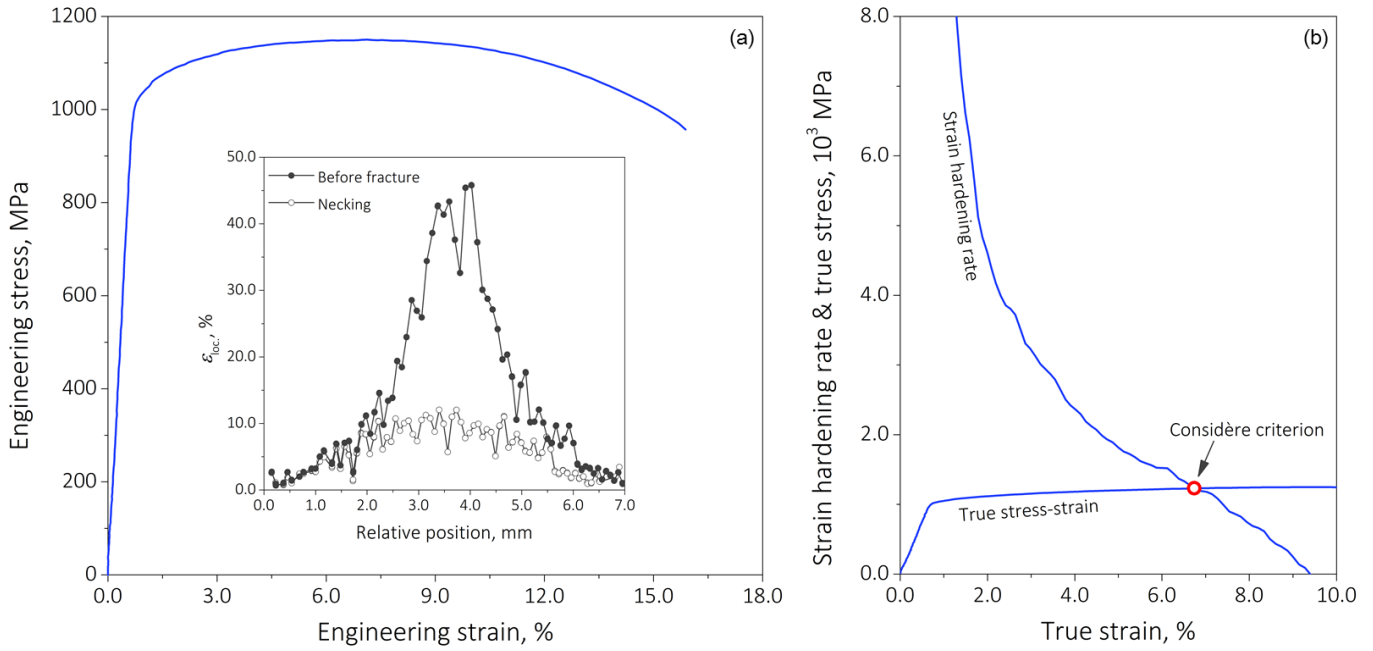 (a)
Engineering stress, MPa
1200
1000
800
600
400
200
0
0.0 3.0 6.0 9.0 12.0 15.0 18.0
Engineering strain, %
Before fracture
Necking
εloc., %
50.0
40.0
30.0
20.0
10.0
0.0
0.0 1.0 2.0 3.0 4.0 5.0 6.0 7.0
Relative position, mm
(b)
Strain hardening rate & true stress, 10³ MPa
8.0
6.0
4.0
2.0
0.0
0.0 2.0 4.0 6.0 8.0 10.0
True strain, %
Strain hardening
rate
Considère criterion
True stress-strain